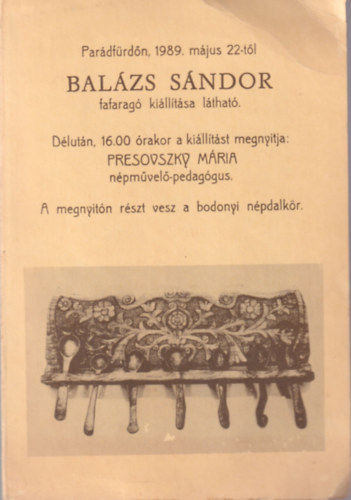 Parádfürdőn, 1989. május 22-től
BALÁZS SÁNDOR
fafaragó kiállítása látható.
Délután, 16.00 órakor a kiállítást megnyitja:
PRESOVSZKY MÁRIA
népművelő-pedagógus.
A megnyitón részt vesz a bodonyi népdalkör.